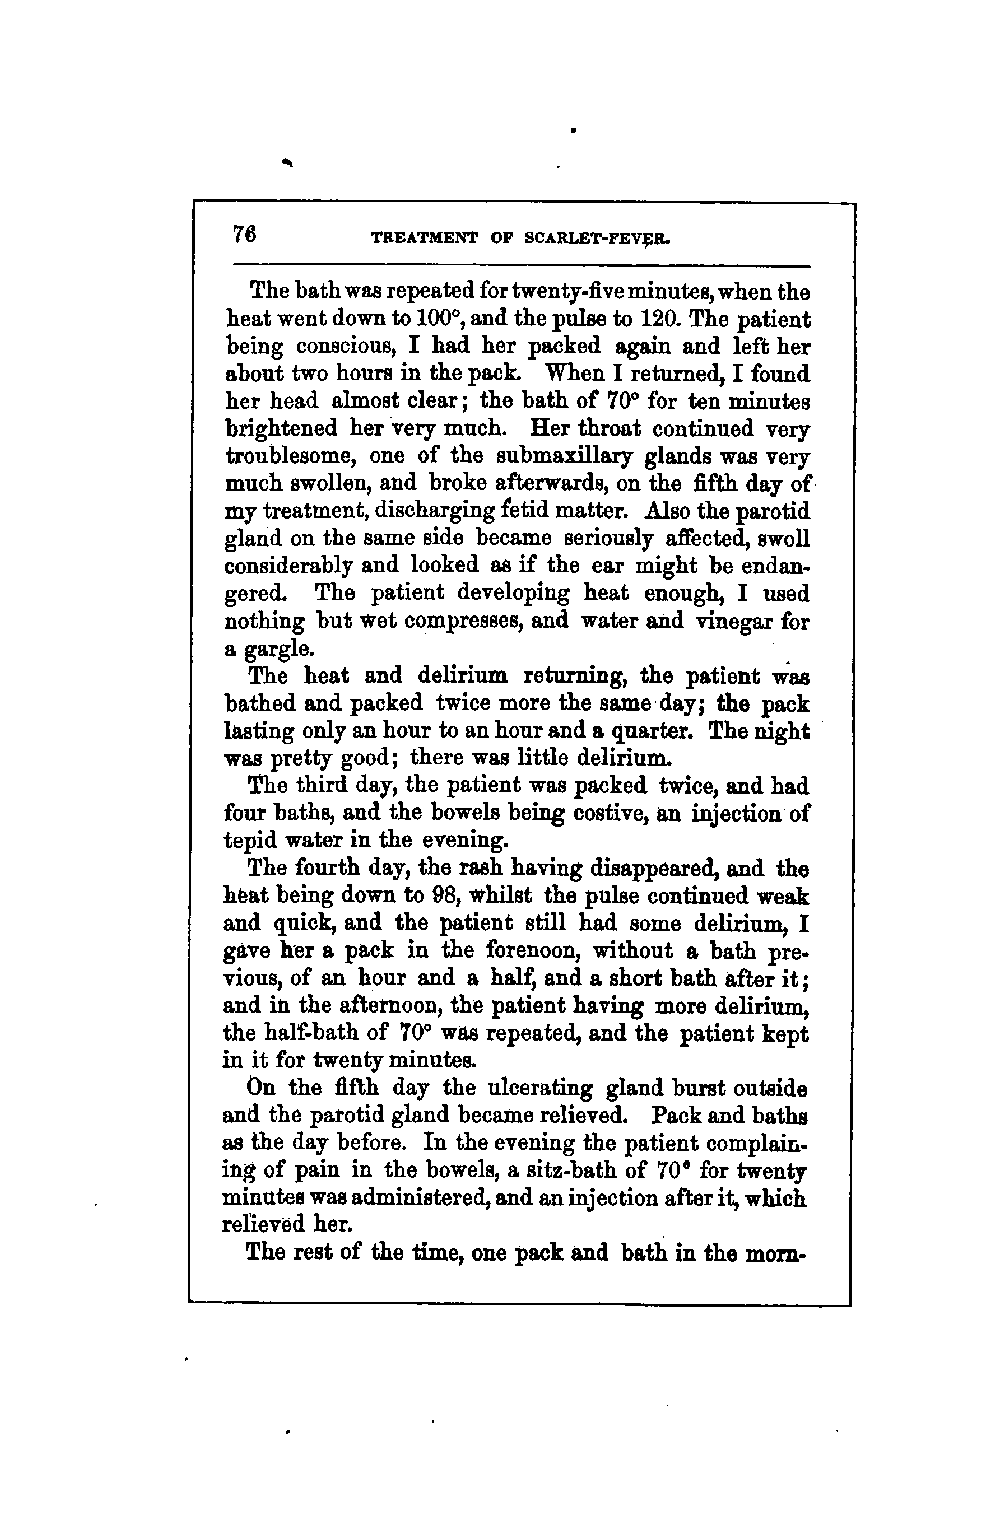 76 TREATMENT OF SCARLET-FEVER.
The bath was repeated for twenty-five minutes, when the
heat went down to 100°, and the pulse to 120. The patient
being conscious, I had her packed again and left her
about two hours in the pack. When I returned, I found
her head almost clear; the bath of 70° for ten minutes
brightened her very much. Her throat continued very
troublesome, one of the submaxillary glands was very
much swollen, and broke afterwards, on the fifth day of
my treatment, discharging fetid matter. Also the parotid
gland on the same side became seriously affected, swoll
considerably and looked as if the ear might be endan-
gered. The patient developing heat enough, I used
nothing but wet compresses, and water and vinegar for
a gargle.
The heat and delirium returning, the patient was
bathed and packed twice more the same day; the pack
lasting only an hour to an hour and a quarter. The night
was pretty good; there was little delirium.
The third day, the patient was packed twice, and had
four baths, and the bowels being costive, an injection of
tepid water in the evening.
The fourth day, the rash having disappeared, and the
heat being down to 98, whilst the pulse continued weak
and quick, and the patient still had some delirium, I
gave her a pack in the forenoon, without a bath pre-
vious, of an hour and a half, and a short bath after it;
and in the afternoon, the patient having more delirium,
the half-bath of 70° was repeated, and the patient kept
in it for twenty minutes.
On the fifth day the ulcerating gland burst outside
and the parotid gland became relieved. Pack and baths
as the day before. In the evening the patient complain-
ing of pain in the bowels, a sitz-bath of 70° for twenty
minutes was administered, and an injection after it, which
relieved her.
The rest of the time, one pack and bath in the morn-